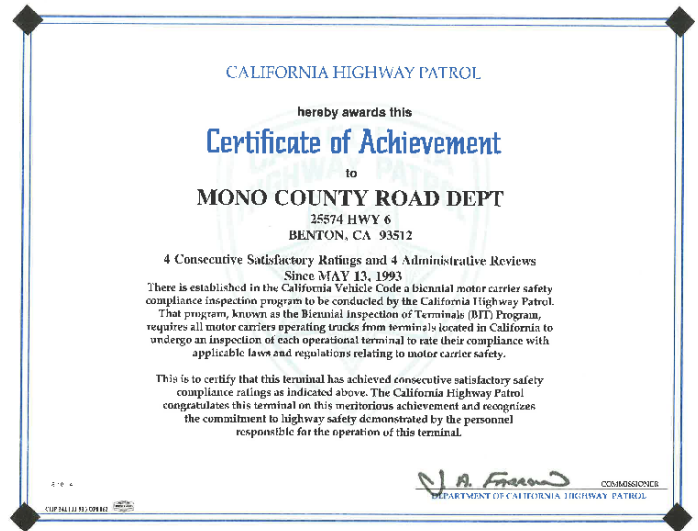 CALIFORNIA HIGHWAY PATROL
hereby awards this
Certificate of Achievement
to
MONO COUNTY ROAD DEPT
25574 HWY 6
BENTON, CA 93512
4 Consecutive Satisfactory Ratings and 4 Administrative Reviews
Since MAY 13, 1993
There is established in the California Vehicle Code a biennial motor carrier safety
compliance inspection program to be conducted by the California Highway Patrol.
That program, known as the Biennial Inspection of Terminals (BIT) Program,
requires all motor carriers operating trucks from terminals located in California to
undergo an inspection of each operational terminal to rate their compliance with
applicable laws and regulations relating to motor carrier safety.
This is to certify that this terminal has achieved consecutive satisfactory safety
compliance ratings as indicated above. The California Highway Patrol
congratulates this terminal on this meritorious achievement and recognizes
the commitment to highway safety demonstrated by the personnel
responsible for the operation of this terminal.
J. A. Farrow
COMMISSIONER
DEPARTMENT OF CALIFORNIA HIGHWAY PATROL